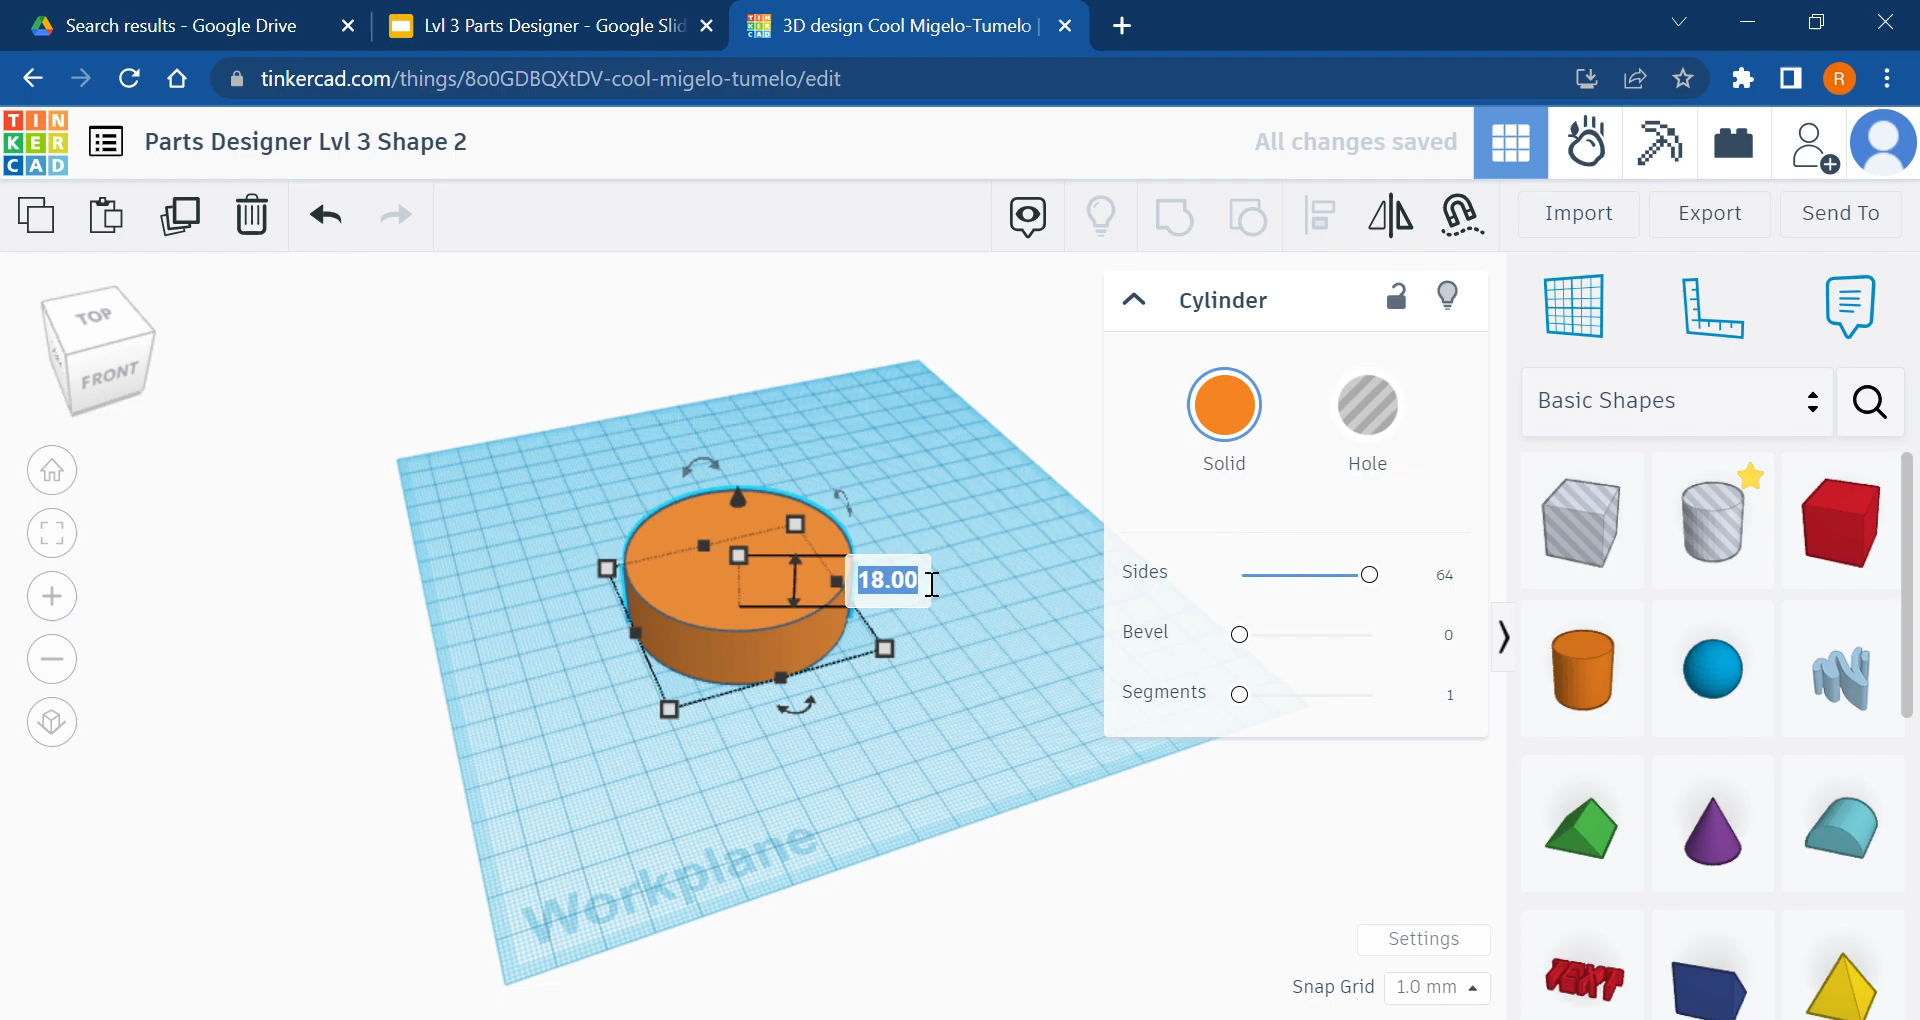 Search results - Google Drive
Lvl 3 Parts Designer - Google Slid
3D design Cool Migelo-Tumelo |
tinkercad.com/things/8o0GDBQXtDV-cool-migelo-tumelo/edit
R
TIN
KER
CAD
Parts Designer Lvl 3 Shape 2
All changes saved
Import
Export
Send To
TOP
FRONT
Cylinder
Solid
Hole
Basic Shapes
18.00
Sides 64
Bevel 0
Segments 1
Workplane
TEXT
Settings
Snap Grid 1.0 mm